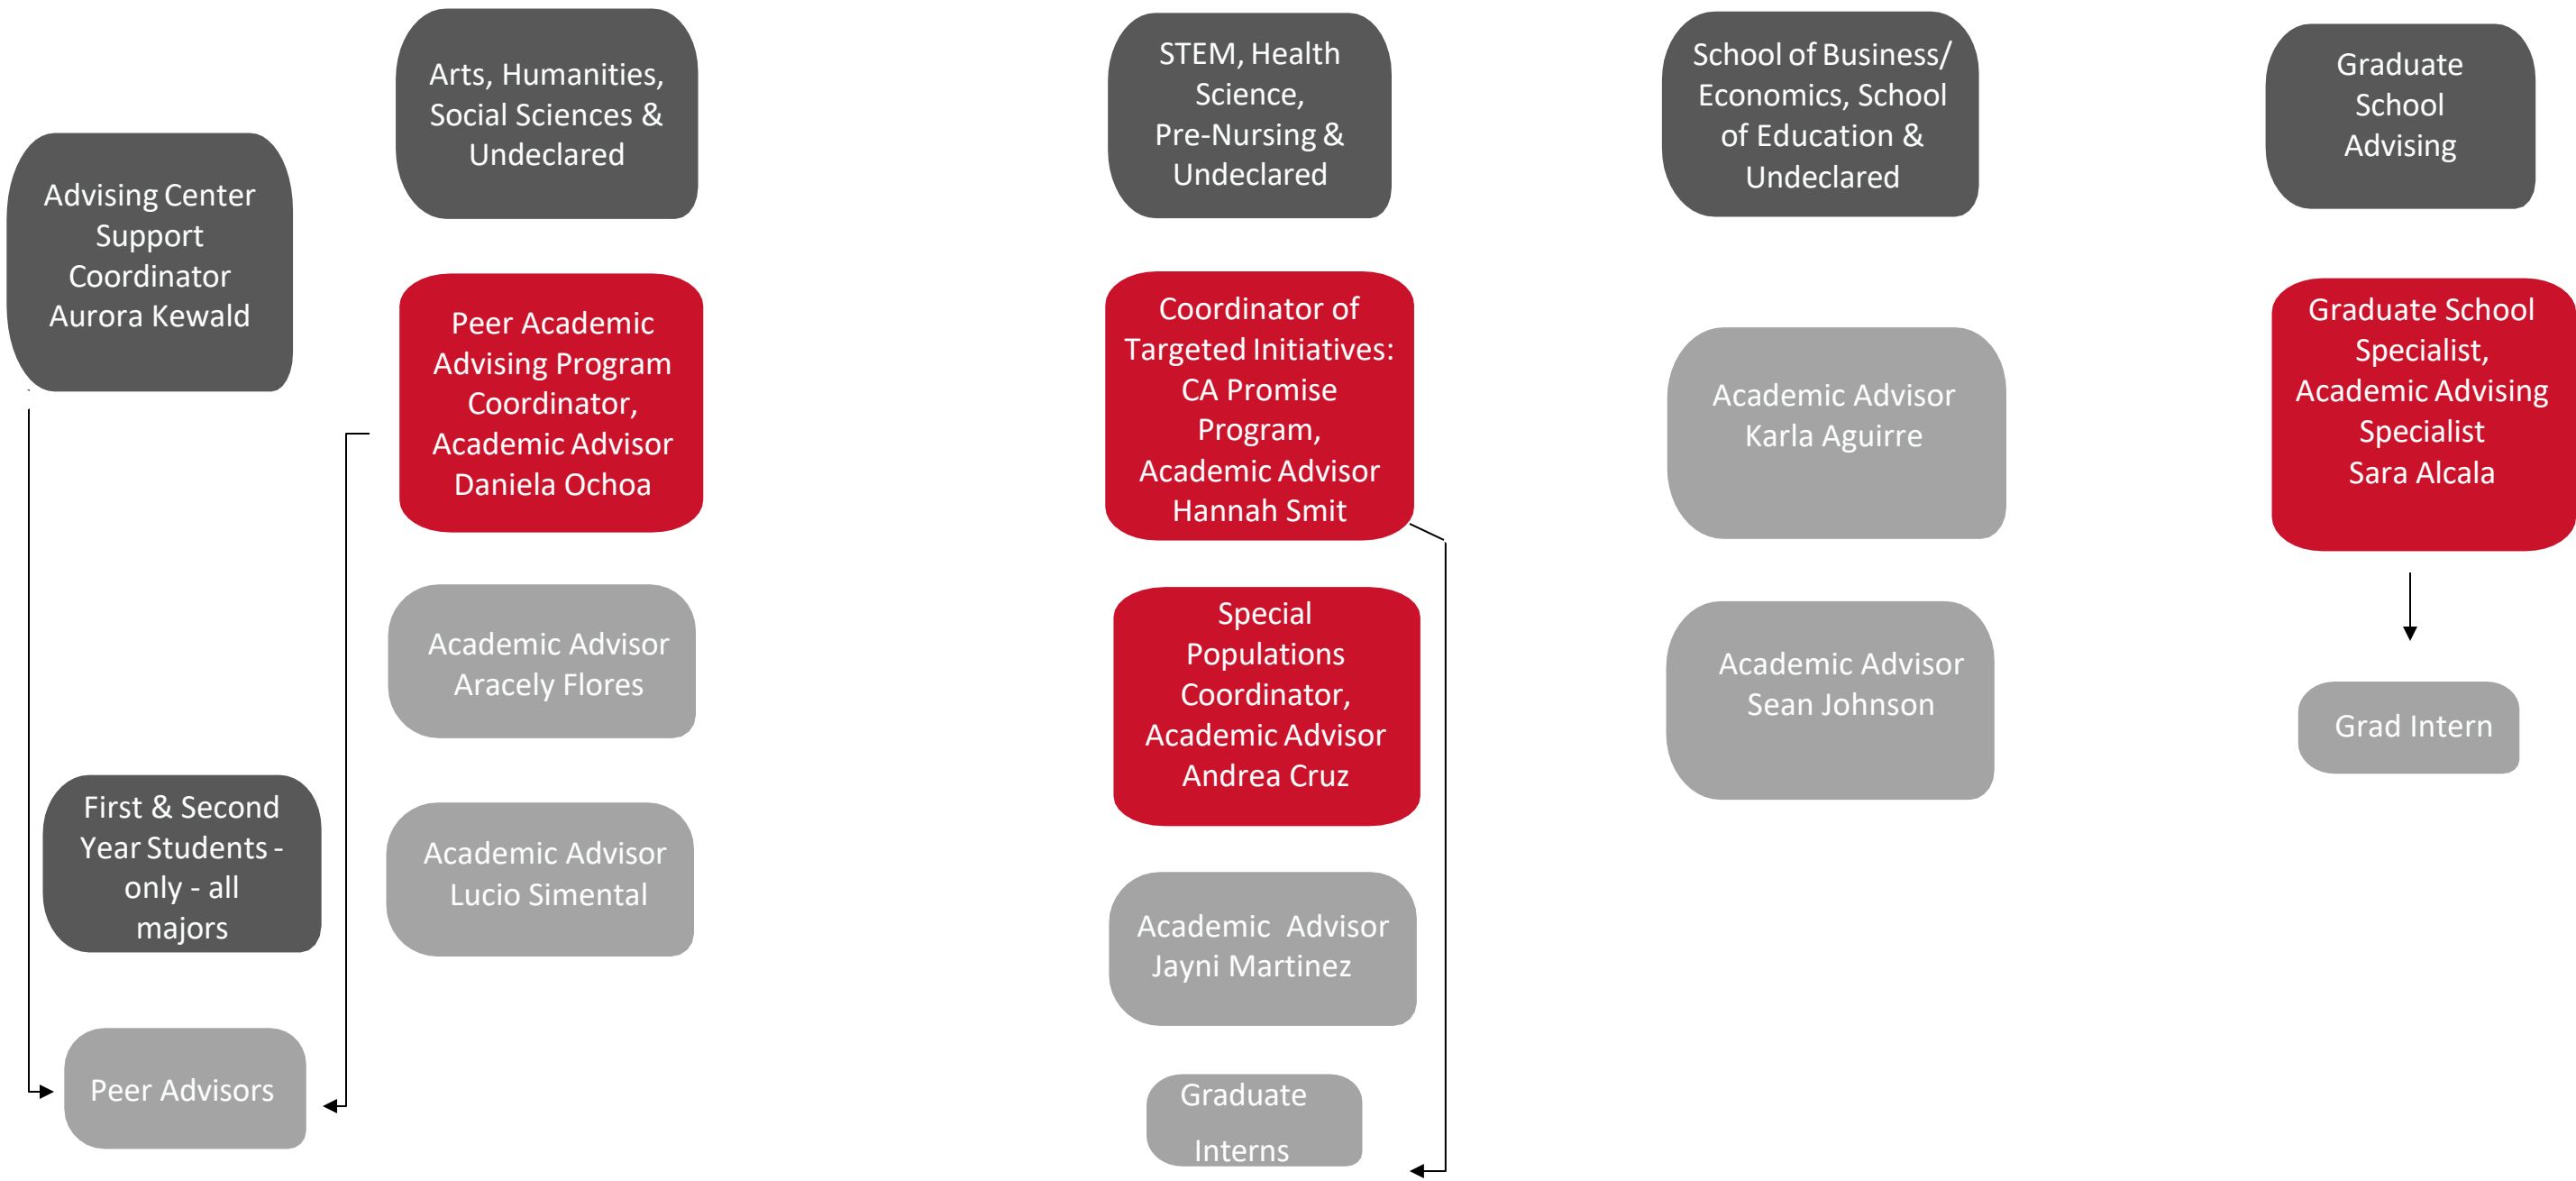 Advising Center
Support
Coordinator
Aurora Kewald
First & Second
Year Students -
only - all
majors
Peer Advisors
Arts, Humanities,
Social Sciences &
Undeclared
Peer Academic
Advising Program
Coordinator,
Academic Advisor
Daniela Ochoa
Academic Advisor
Aracely Flores
Academic Advisor
Lucio Simental
STEM, Health
Science,
Pre-Nursing &
Undeclared
Coordinator of
Targeted Initiatives:
CA Promise
Program,
Academic Advisor
Hannah Smit
Special
Populations
Coordinator,
Academic Advisor
Andrea Cruz
Academic Advisor
Jayni Martinez
Graduate
Interns
School of Business/
Economics, School
of Education &
Undeclared
Academic Advisor
Karla Aguirre
Academic Advisor
Sean Johnson
Graduate
School
Advising
Graduate School
Specialist,
Academic Advising
Specialist
Sara Alcala
Grad Intern